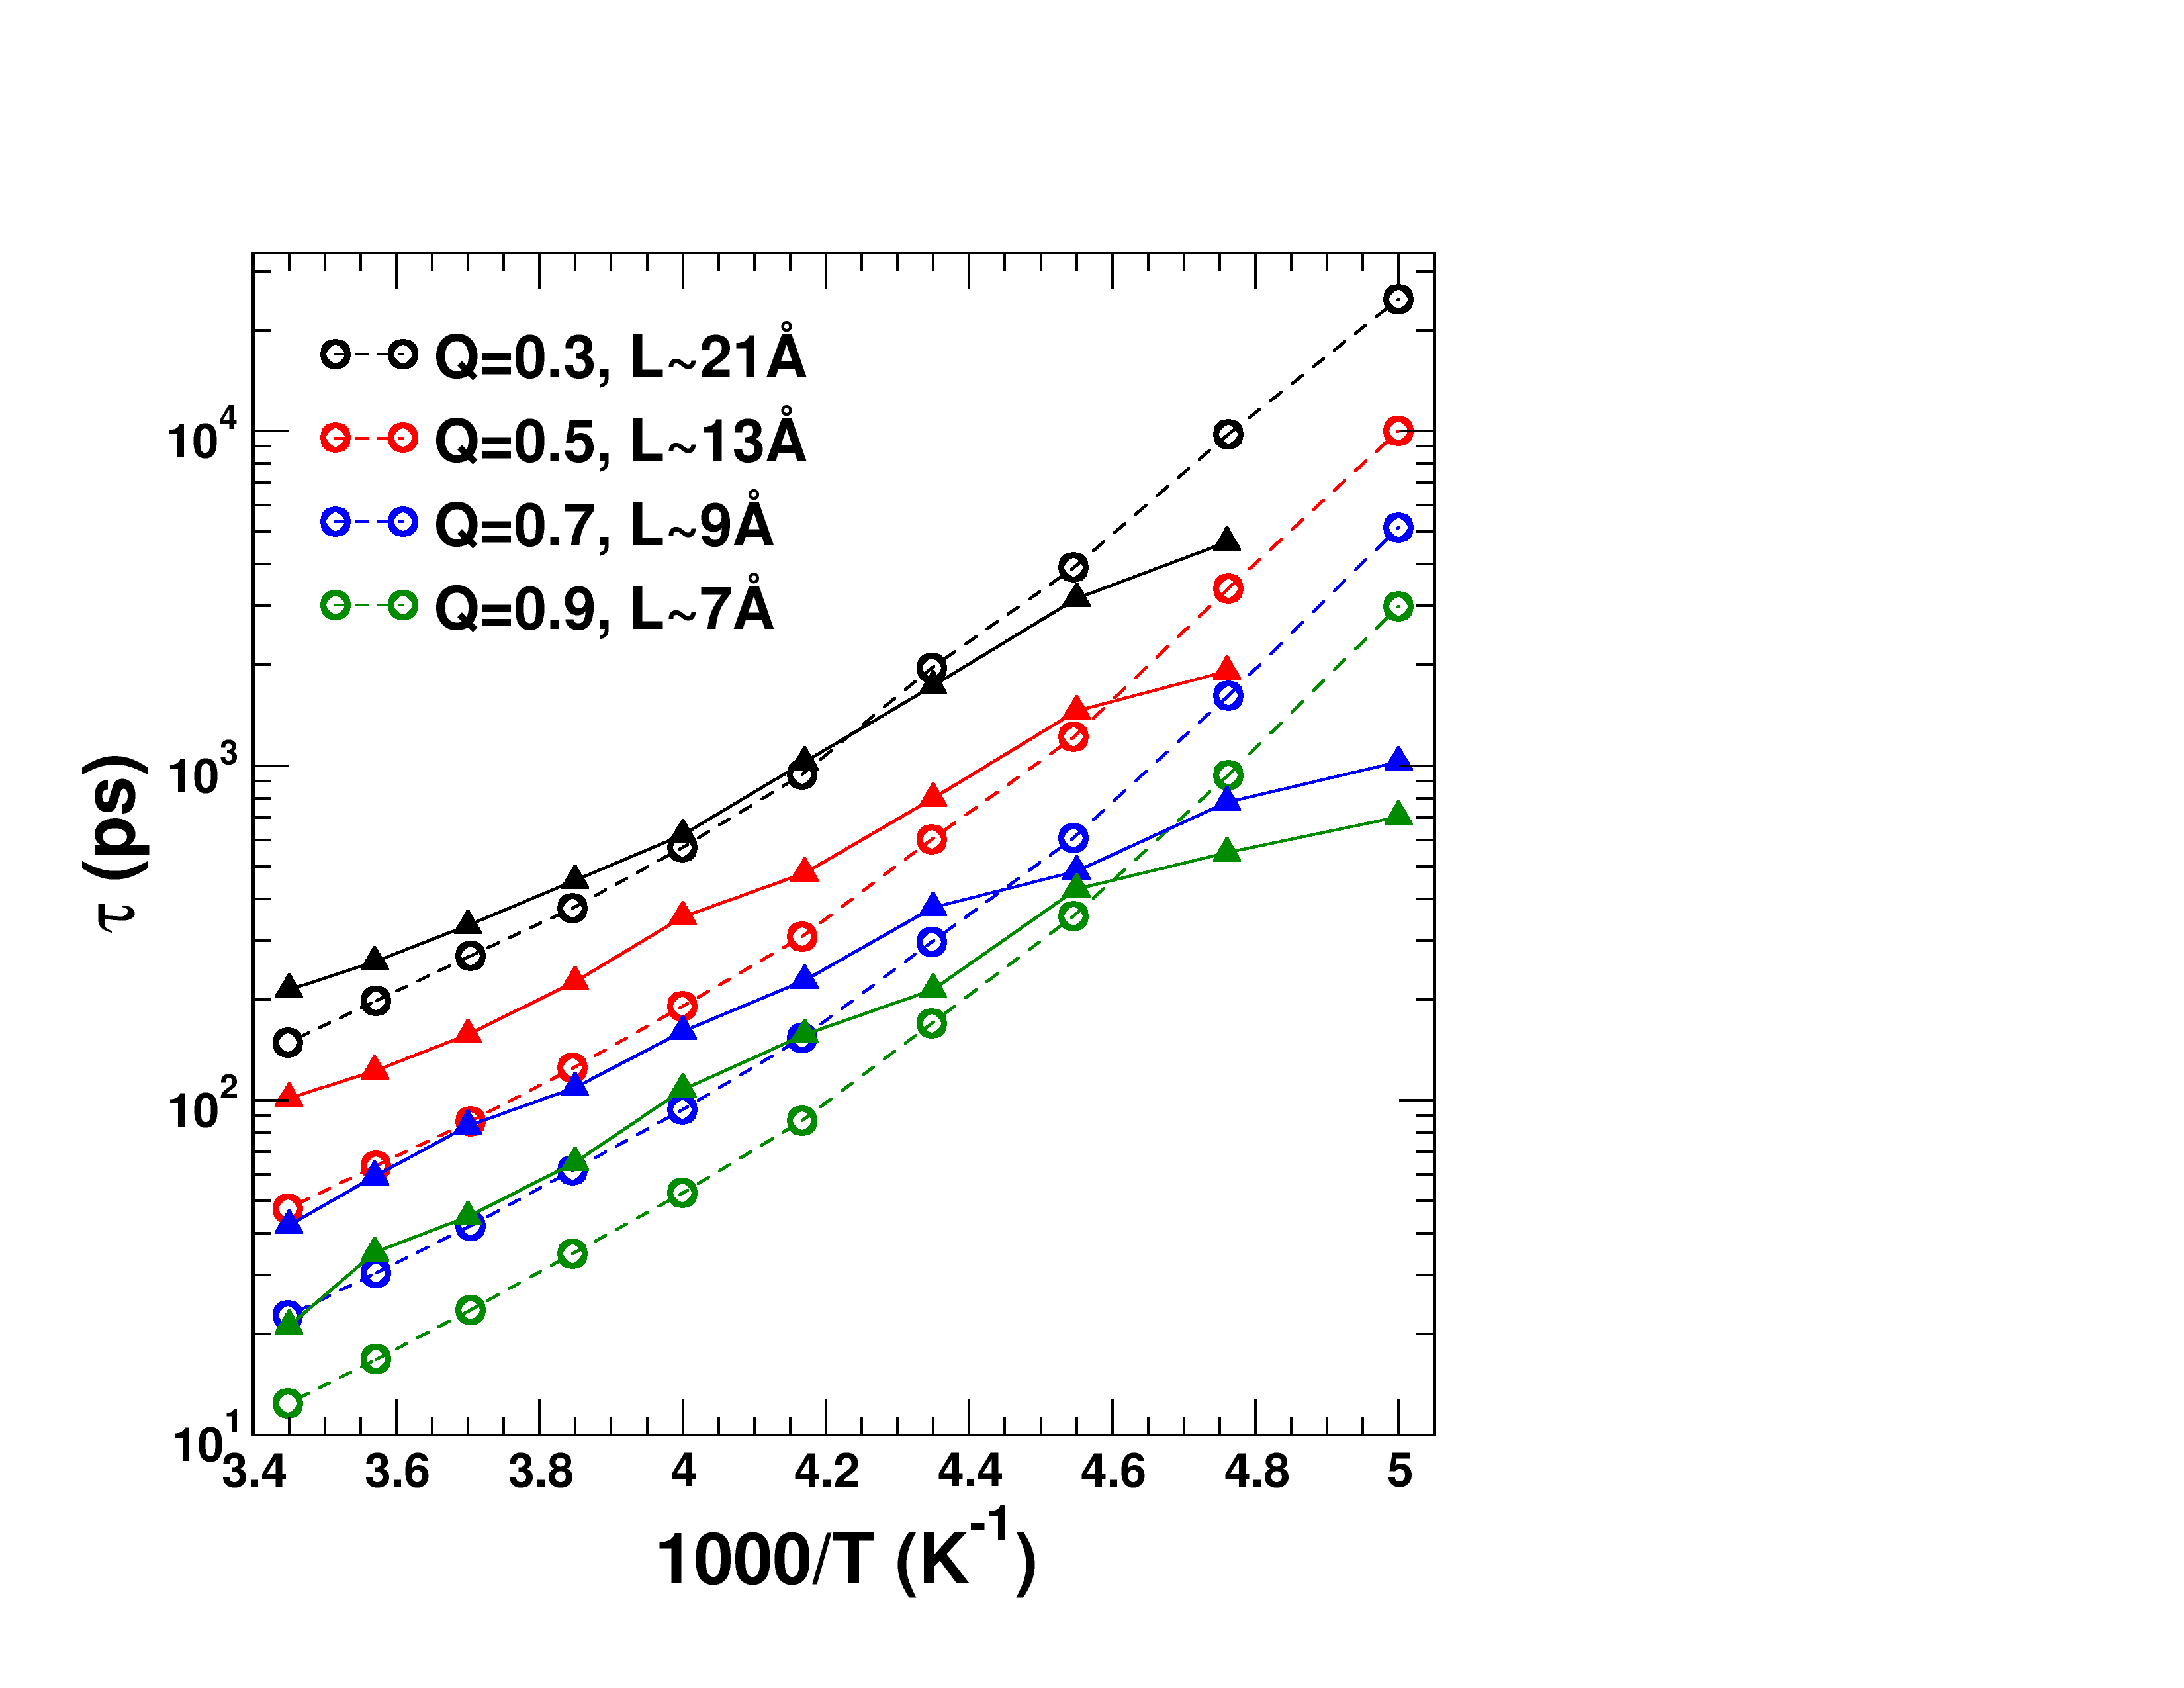 Q=0.3, L~21Å
Q=0.5, L~13Å
Q=0.7, L~9Å
Q=0.9, L~7Å
τ (ps)
10^4
10^3
10^2
10^1
3.4 3.6 3.8 4 4.2 4.4 4.6 4.8 5
1000/T (K^-1)